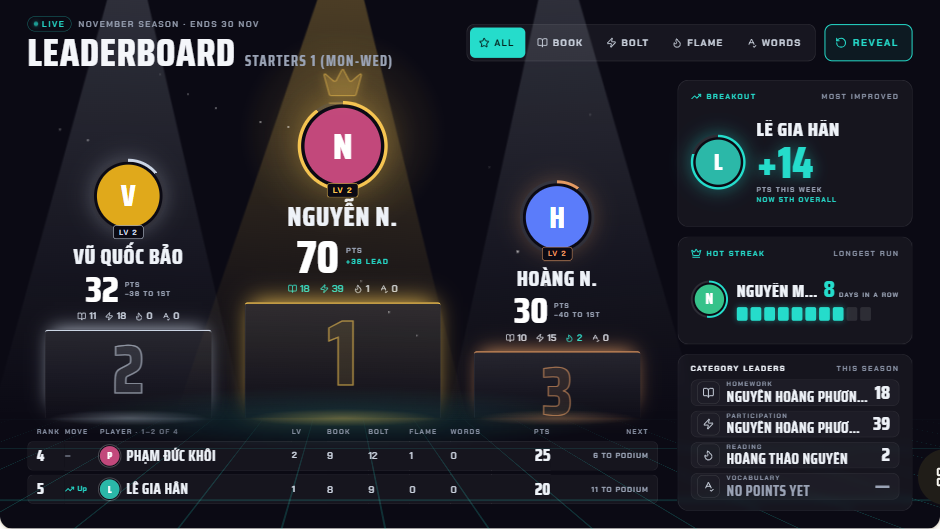 LIVE NOVEMBER SEASON · ENDS 30 NOV
LEADERBOARD STARTERS 1 (MON-WED)
ALL BOOK BOLT FLAME WORDS REVEAL
N
LV 2
NGUYỄN N.
70 PTS
+38 LEAD
18 39 1 0
1
V
LV 2
VŨ QUỐC BẢO
32 PTS
-38 TO 1ST
11 18 0 0
2
H
LV 2
HOÀNG N.
30 PTS
-40 TO 1ST
10 15 2 0
3
RANK MOVE PLAYER · 1-2 OF 4 LV BOOK BOLT FLAME WORDS PTS NEXT
4 – P PHẠM ĐỨC KHÔI 2 9 12 1 0 25 6 TO PODIUM
5 Up L LÊ GIA HÂN 1 8 9 0 0 20 11 TO PODIUM
BREAKOUT MOST IMPROVED
L
LÊ GIA HÂN
+14
PTS THIS WEEK
NOW 5TH OVERALL
HOT STREAK LONGEST RUN
N
NGUYÊN M... 8 DAYS IN A ROW
CATEGORY LEADERS THIS SEASON
HOMEWORK
NGUYÊN HOÀNG PHƯƠN... 18
PARTICIPATION
NGUYÊN HOÀNG PHƯƠ... 39
READING
HOÀNG THẢO NGUYÊN 2
VOCABULARY
NO POINTS YET —